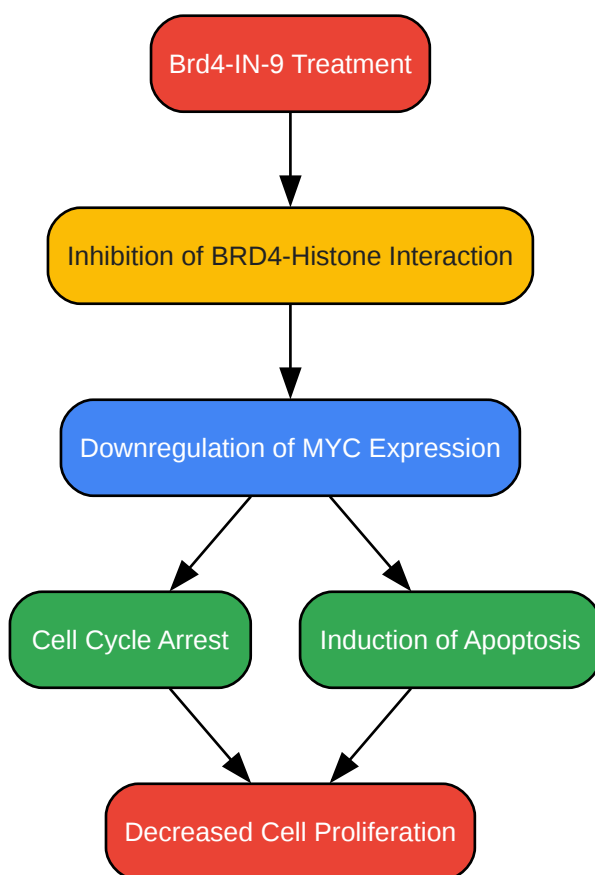 Brd4-IN-9 Treatment
Inhibition of BRD4-Histone Interaction
Downregulation of MYC Expression
Cell Cycle Arrest
Induction of Apoptosis
Decreased Cell Proliferation